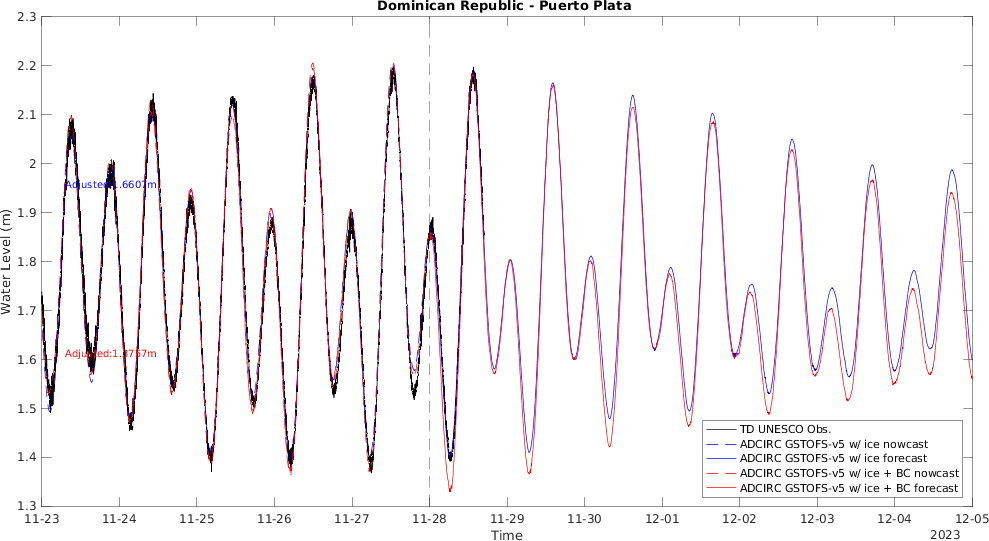 Dominican Republic - Puerto Plata
2.3
2.2
2.1
2
1.9
1.8
1.7
1.6
1.5
1.4
1.3
Water Level (m)
Adjusted:1.6607m
TD UNESCO Obs.
ADCIRC GSTOFS-v5 w/ ice nowcast
ADCIRC GSTOFS-v5 w/ ice forecast
ADCIRC GSTOFS-v5 w/ ice + BC nowcast
ADCIRC GSTOFS-v5 w/ ice + BC forecast
11-23
11-24
11-25
11-26
11-27
11-28
11-29
11-30
12-01
12-02
12-03
12-04
12-05
2023
Time